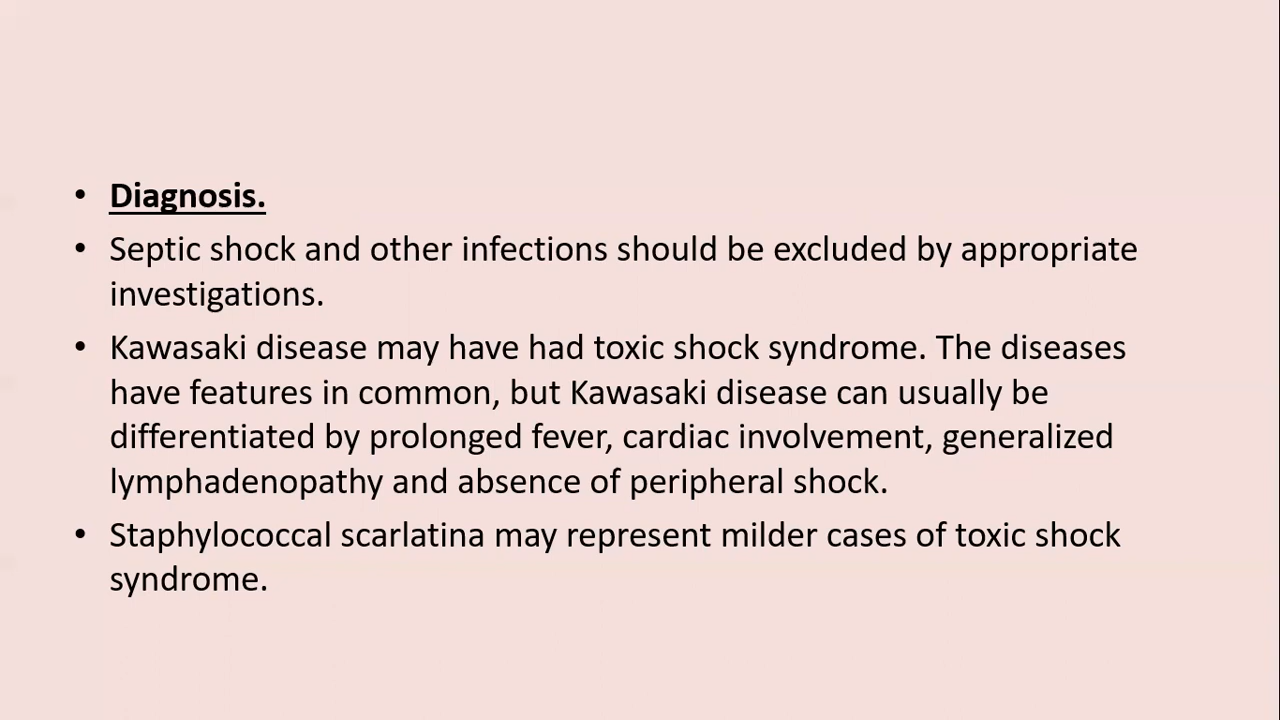 • Diagnosis.
• Septic shock and other infections should be excluded by appropriate
investigations.
• Kawasaki disease may have had toxic shock syndrome. The diseases
have features in common, but Kawasaki disease can usually be
differentiated by prolonged fever, cardiac involvement, generalized
lymphadenopathy and absence of peripheral shock.
• Staphylococcal scarlatina may represent milder cases of toxic shock
syndrome.